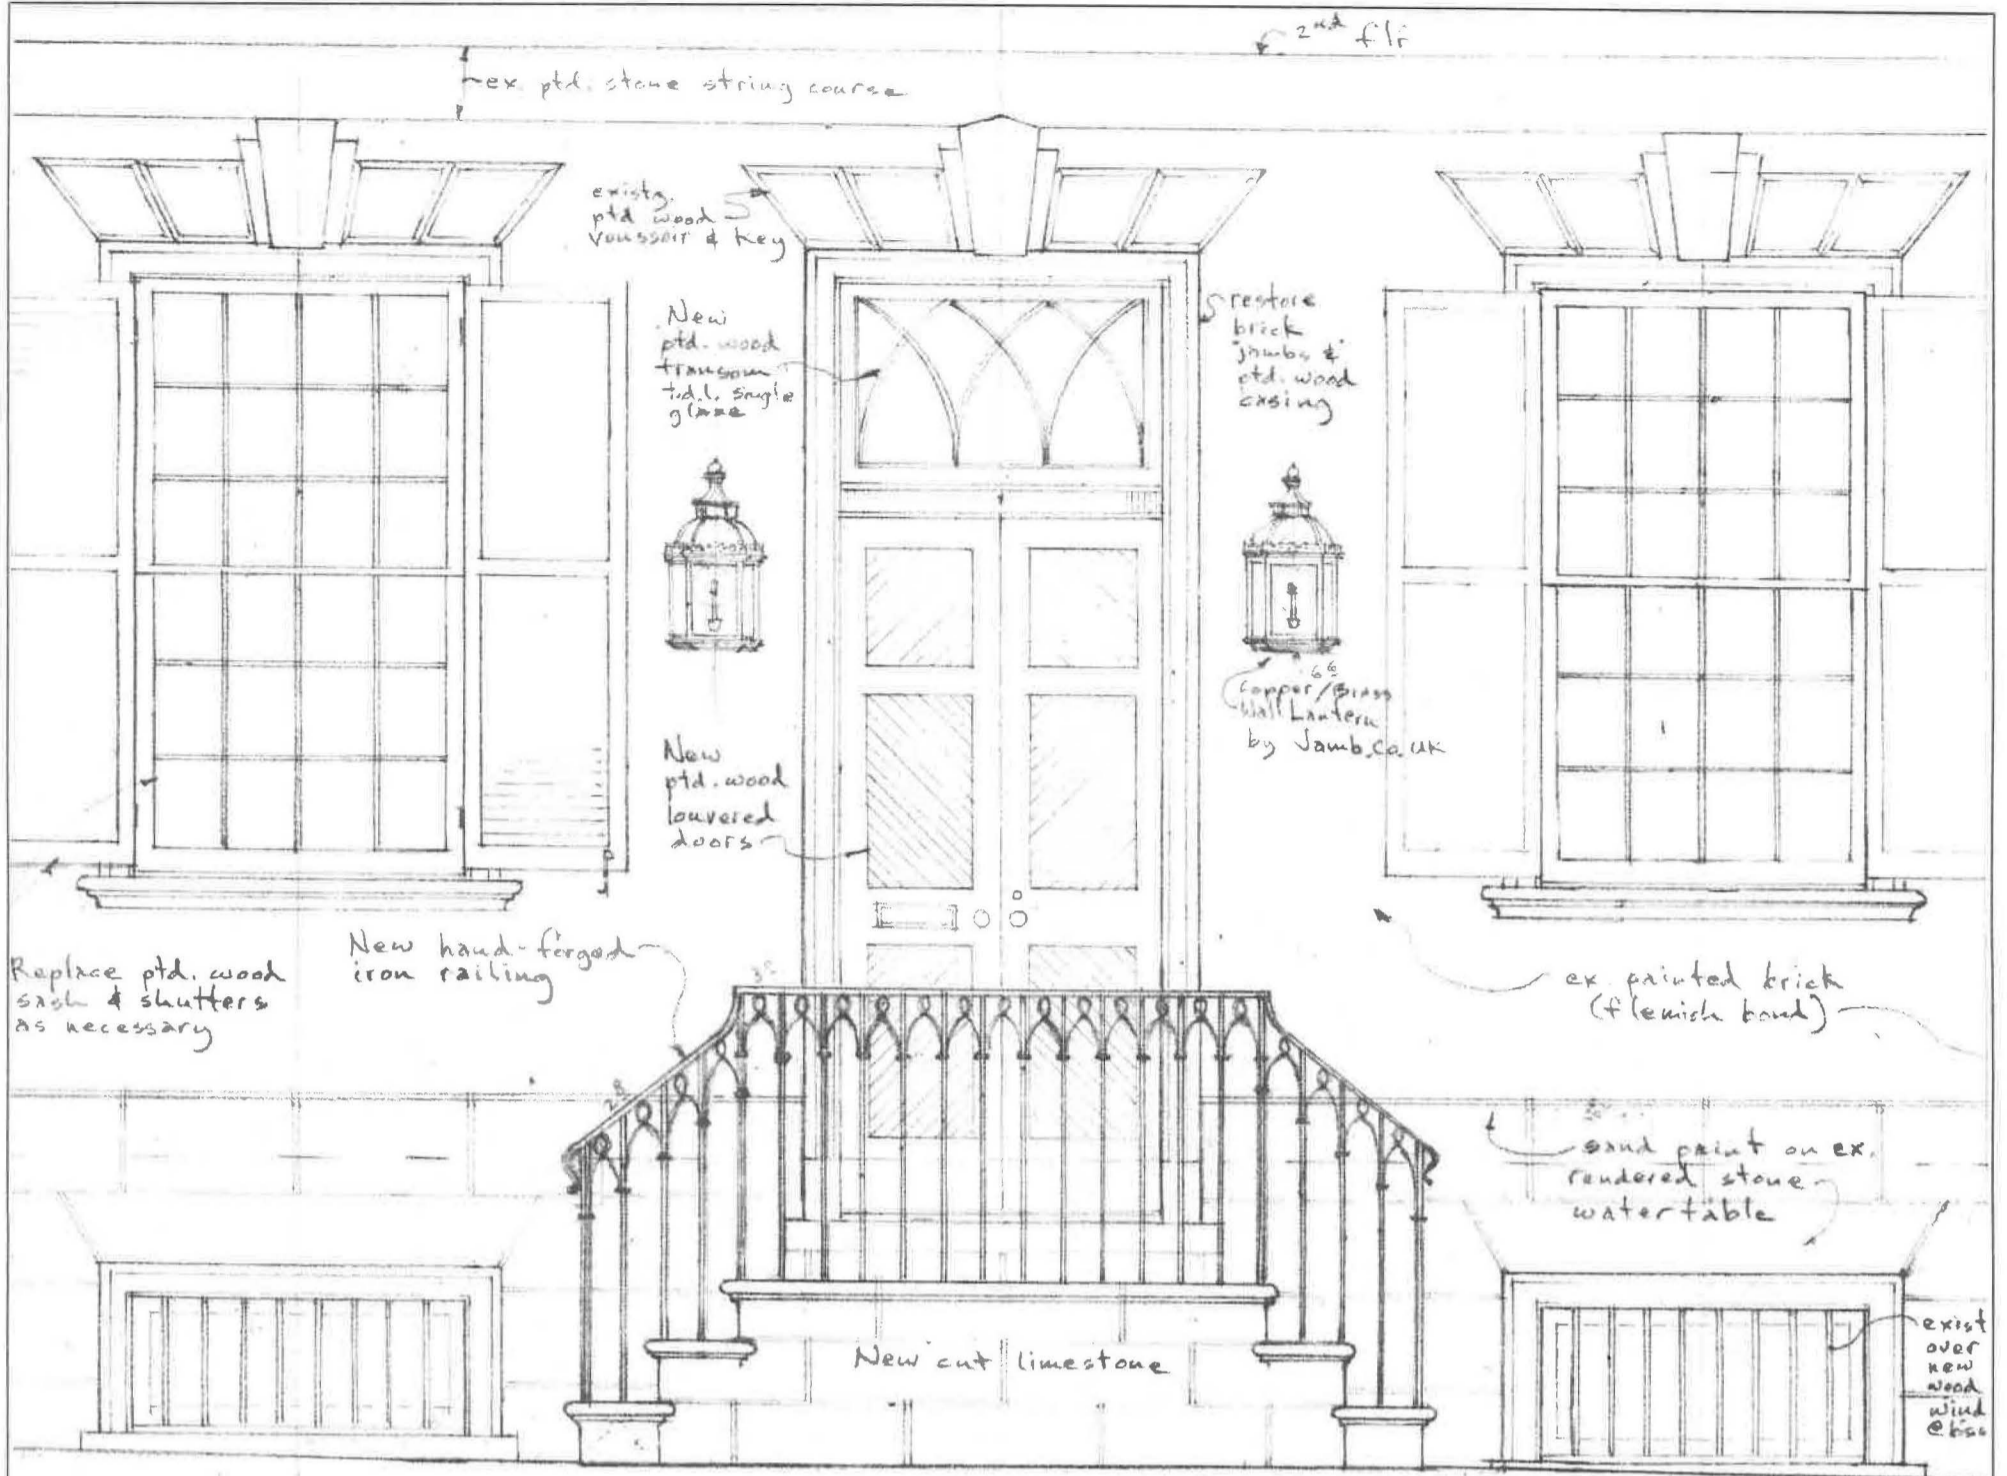 2nd flr
ex. ptd. stone string course
existg.
ptd wood
voussoir & key
New
ptd. wood
transom
t.d.l. single
glaze
restore
brick
jambs &
ptd. wood
casing
6 6
copper/Brass
Wall Lantern
by Jamb.Co.UK
New
ptd. wood
louvered
doors
New hand-forged
iron railing
Replace ptd. wood
sash & shutters
as necessary
ex. painted brick
(flemish bond)
sand paint on ex.
rendered stone
watertable
New cut limestone
exist
over
new
wood
wind